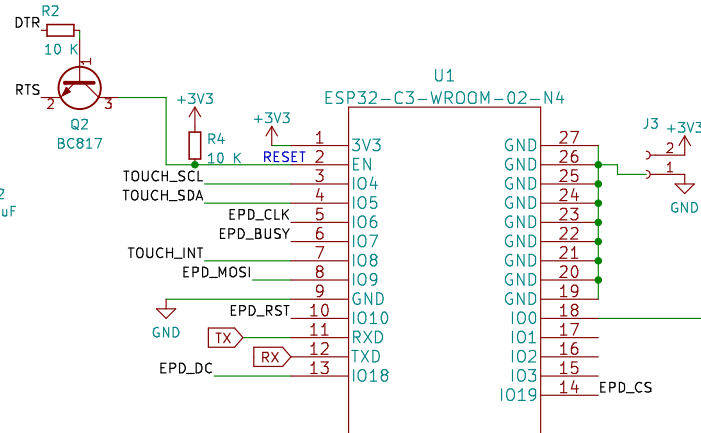 R2
DTR
10 K
1
RTS
2
3
Q2
BC817
+3V3
R4
10 K
+3V3
RESET
U1
ESP32-C3-WROOM-02-N4
J3
+3V3
2
1
GND
uF
TOUCH_SCL
TOUCH_SDA
EPD_CLK
EPD_BUSY
TOUCH_INT
EPD_MOSI
GND
EPD_RST
TX
RX
EPD_DC
1 3V3
2 EN
3 IO4
4 IO5
5 IO6
6 IO7
7 IO8
8 IO9
9 GND
10 IO10
11 RXD
12 TXD
13 IO18
GND 27
GND 26
GND 25
GND 24
GND 23
GND 22
GND 21
GND 20
GND 19
IO0 18
IO1 17
IO2 16
IO3 15
IO19 14
EPD_CS